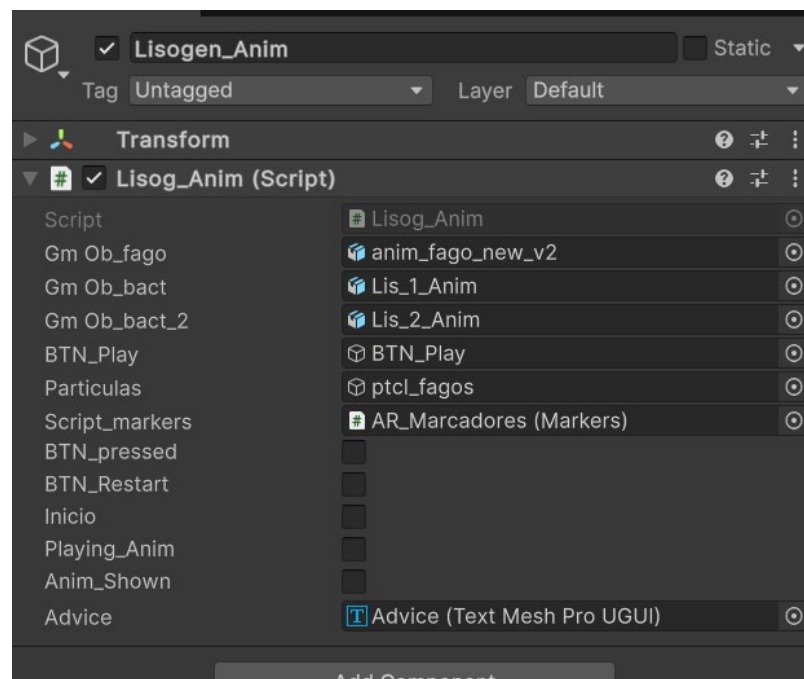 Lisogen_Anim Static
Tag Untagged Layer Default
Transform
# Lisog_Anim (Script)
Script # Lisog_Anim
Gm Ob_fago anim_fago_new_v2
Gm Ob_bact Lis_1_Anim
Gm Ob_bact_2 Lis_2_Anim
BTN_Play BTN_Play
Particulas ptcl_fagos
Script_markers # AR_Marcadores (Markers)
BTN_pressed
BTN_Restart
Inicio
Playing_Anim
Anim_Shown
Advice T Advice (Text Mesh Pro UGUI)
Add Component